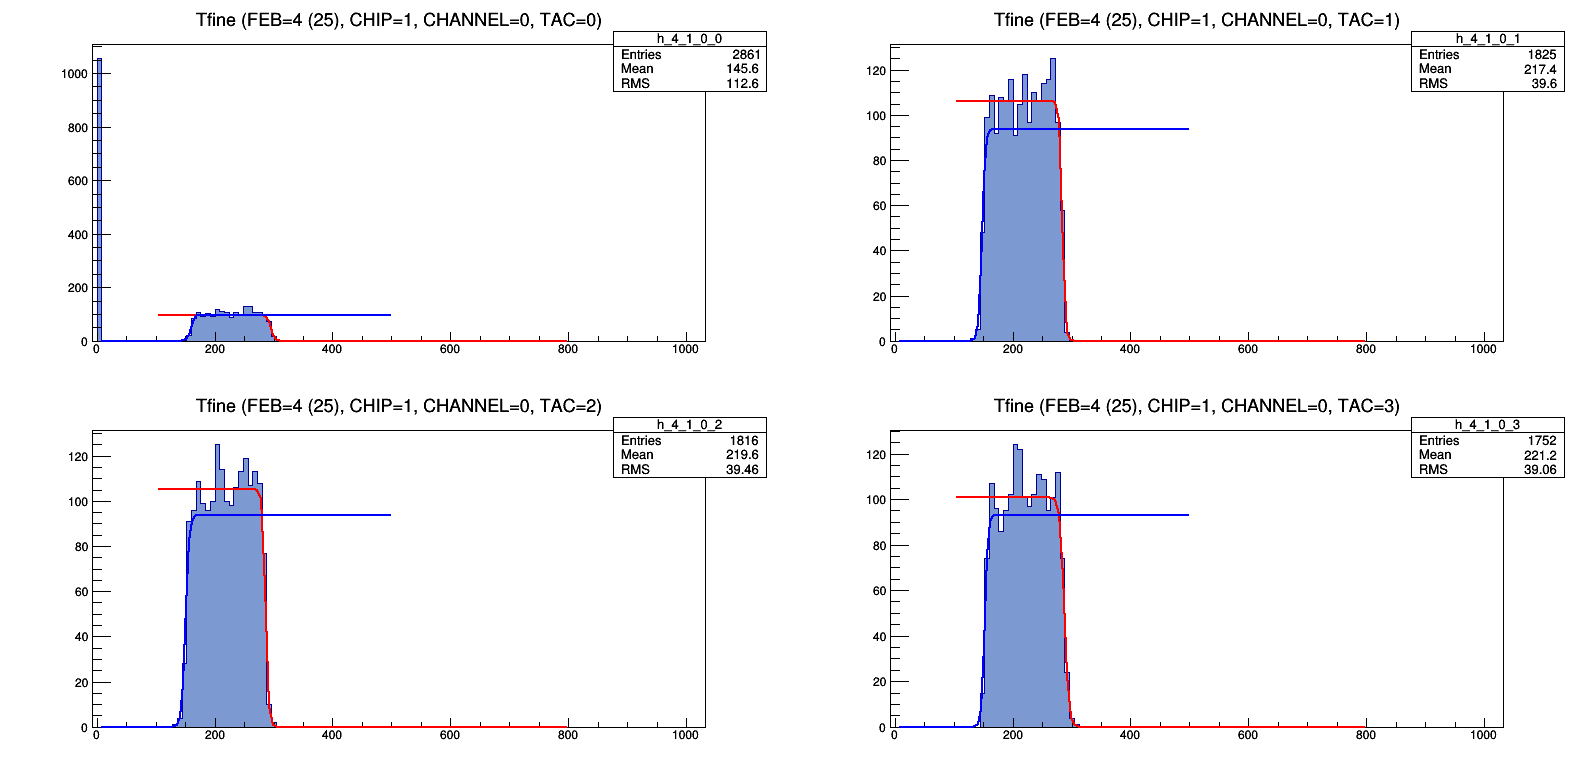 Tfine (FEB=4 (25), CHIP=1, CHANNEL=0, TAC=0)
h_4_1_0_0
Entries 2861
Mean 145.6
RMS 112.6
1000
800
600
400
200
0
0 200 400 600 800 1000
Tfine (FEB=4 (25), CHIP=1, CHANNEL=0, TAC=1)
h_4_1_0_1
Entries 1825
Mean 217.4
RMS 39.6
120
100
80
60
40
20
0
0 200 400 600 800 1000
Tfine (FEB=4 (25), CHIP=1, CHANNEL=0, TAC=2)
h_4_1_0_2
Entries 1816
Mean 219.6
RMS 39.46
120
100
80
60
40
20
0
0 200 400 600 800 1000
Tfine (FEB=4 (25), CHIP=1, CHANNEL=0, TAC=3)
h_4_1_0_3
Entries 1752
Mean 221.2
RMS 39.06
120
100
80
60
40
20
0
0 200 400 600 800 1000